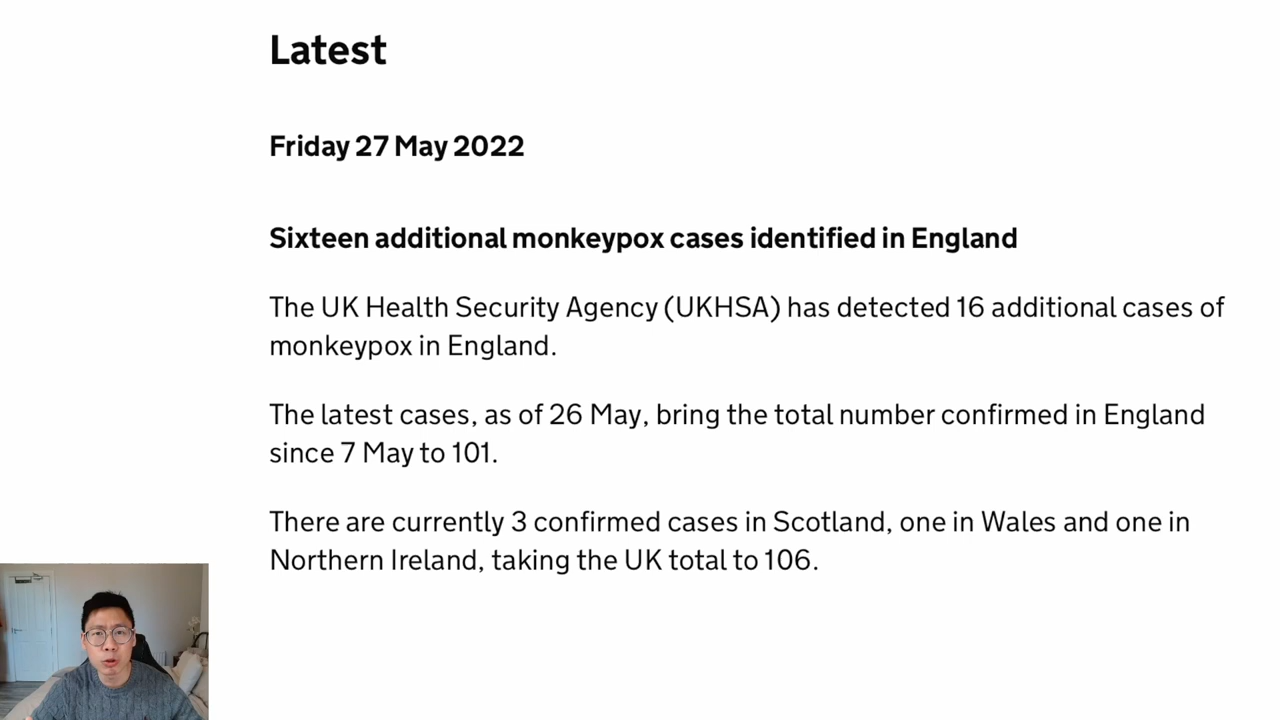 Latest
Friday 27 May 2022
Sixteen additional monkeypox cases identified in England
The UK Health Security Agency (UKHSA) has detected 16 additional cases of
monkeypox in England.
The latest cases, as of 26 May, bring the total number confirmed in England
since 7 May to 101.
There are currently 3 confirmed cases in Scotland, one in Wales and one in
Northern Ireland, taking the UK total to 106.